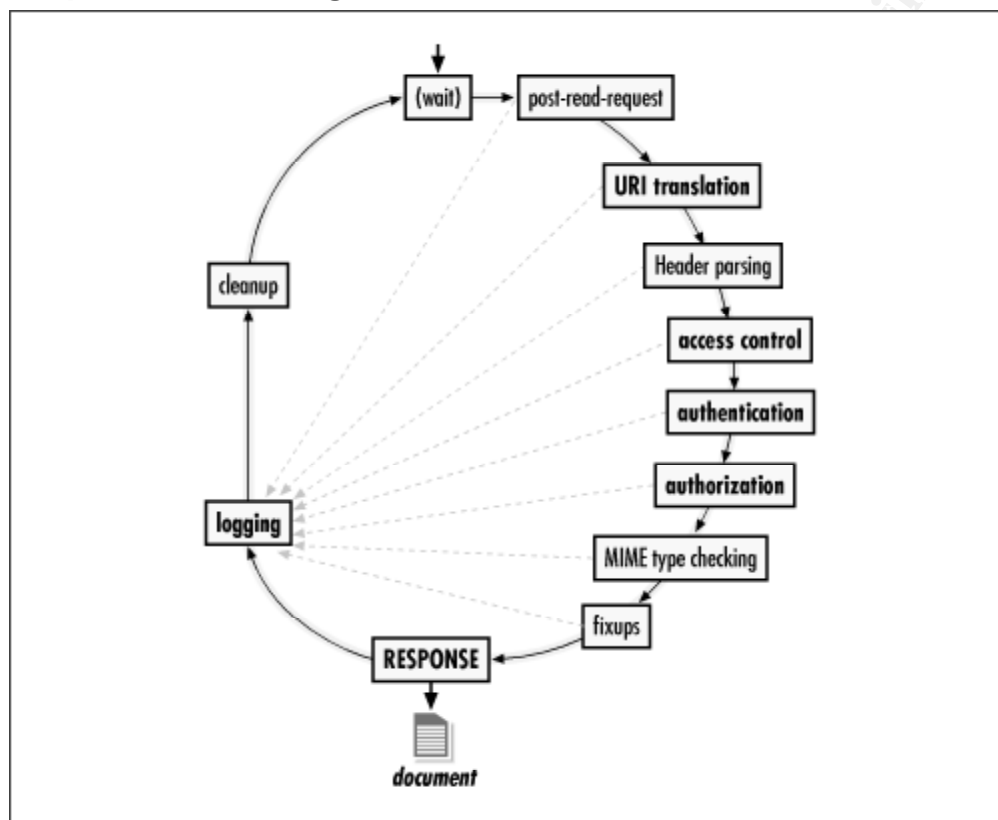 (wait)
post-read-request
URI translation
Header parsing
access control
authentication
authorization
MIME type checking
fixups
RESPONSE
document
logging
cleanup